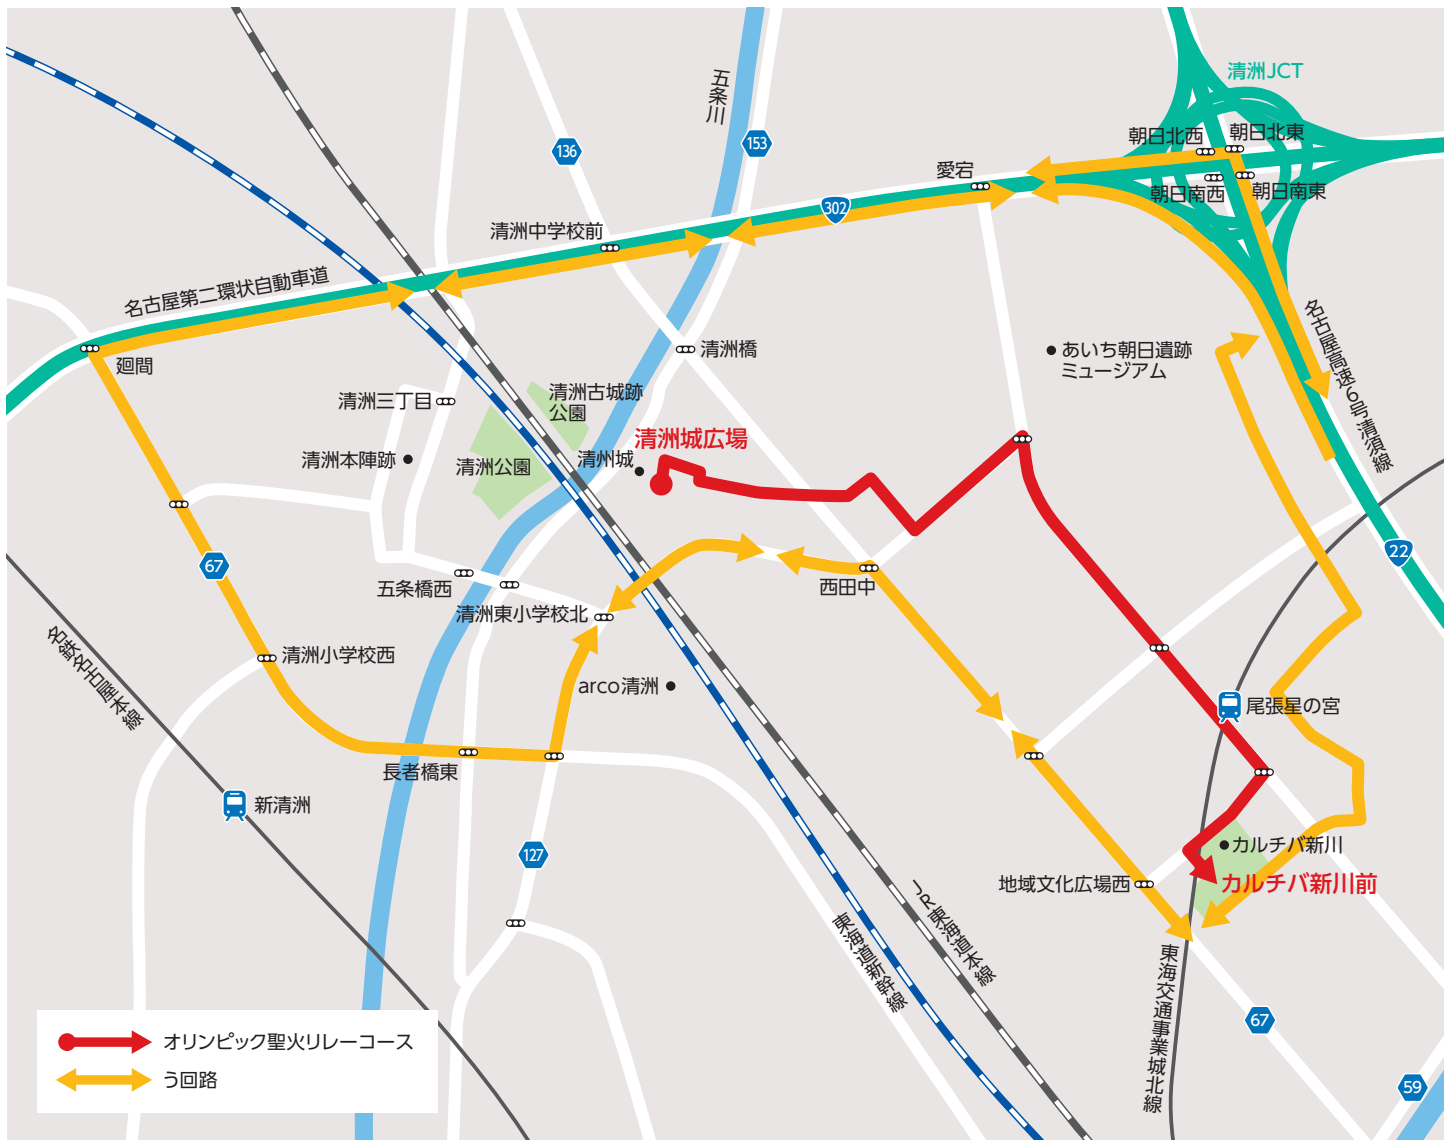 清洲JCT
五条川
136
153
朝日北西
朝日北東
愛宕
朝日南西
朝日南東
302
清洲中学校前
名古屋第二環状自動車道
名古屋高速6号清須線
廻間
清洲橋
あいち朝日遺跡
ミュージアム
清洲三丁目
清洲古城跡
公園
清洲城広場
清洲本陣跡
清洲公園
清州城
67
22
五条橋西
西田中
清洲東小学校北
名鉄名古屋本線
清洲小学校西
arco清洲
尾張星の宮
長者橋東
新清洲
127
カルチバ新川
地域文化広場西
カルチバ新川前
JR東海道本線
東海道新幹線
東海交通事業城北線
67
59
オリンピック聖火リレーコース
う回路